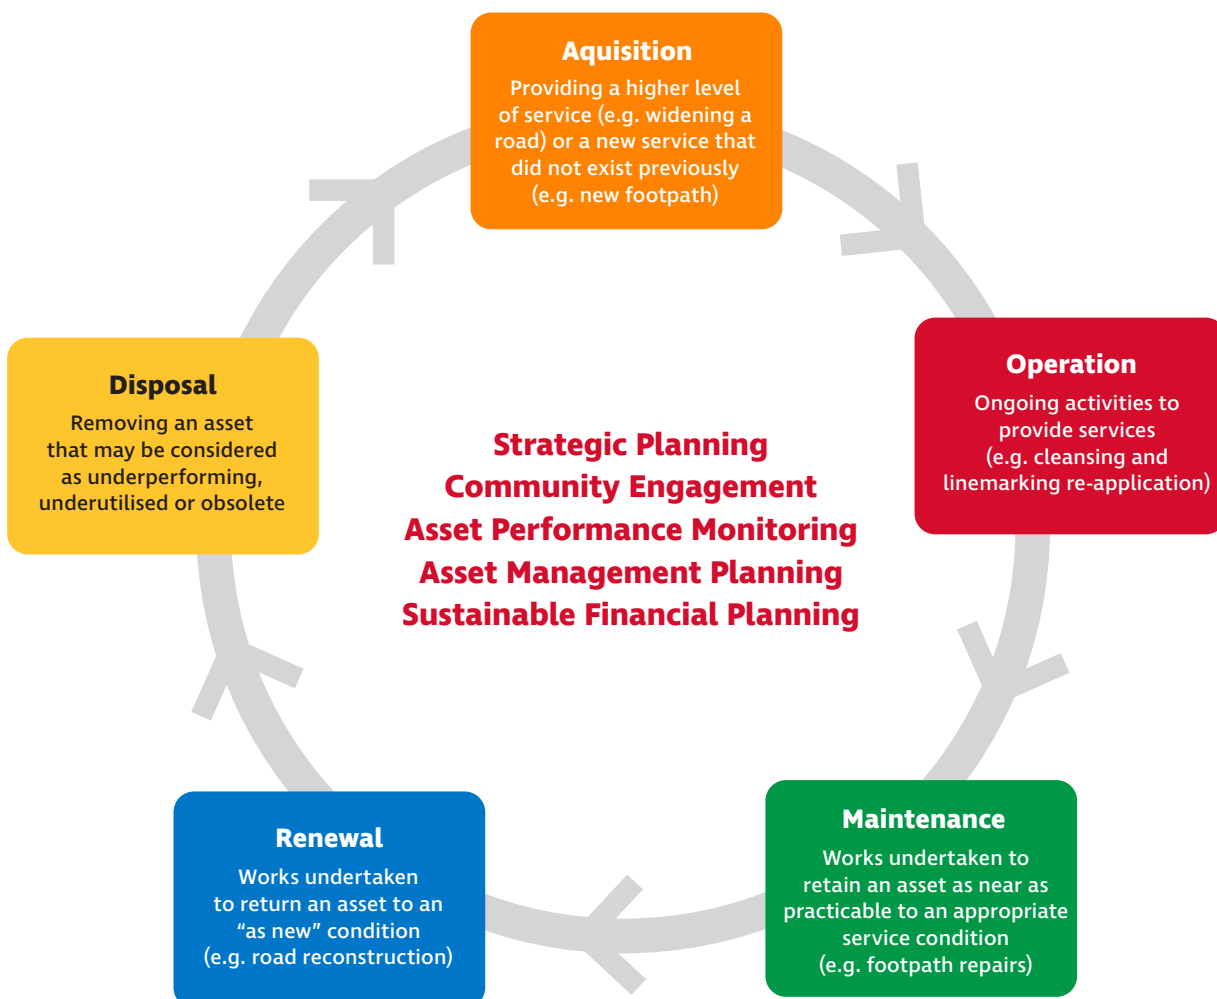 Aquisition
Providing a higher level
of service (e.g. widening a
road) or a new service that
did not exist previously
(e.g. new footpath)
Operation
Ongoing activities to
provide services
(e.g. cleansing and
linemarking re-application)
Maintenance
Works undertaken to
retain an asset as near as
practicable to an appropriate
service condition
(e.g. footpath repairs)
Renewal
Works undertaken
to return an asset to an
“as new” condition
(e.g. road reconstruction)
Disposal
Removing an asset
that may be considered
as underperforming,
underutilised or obsolete
Strategic Planning
Community Engagement
Asset Performance Monitoring
Asset Management Planning
Sustainable Financial Planning